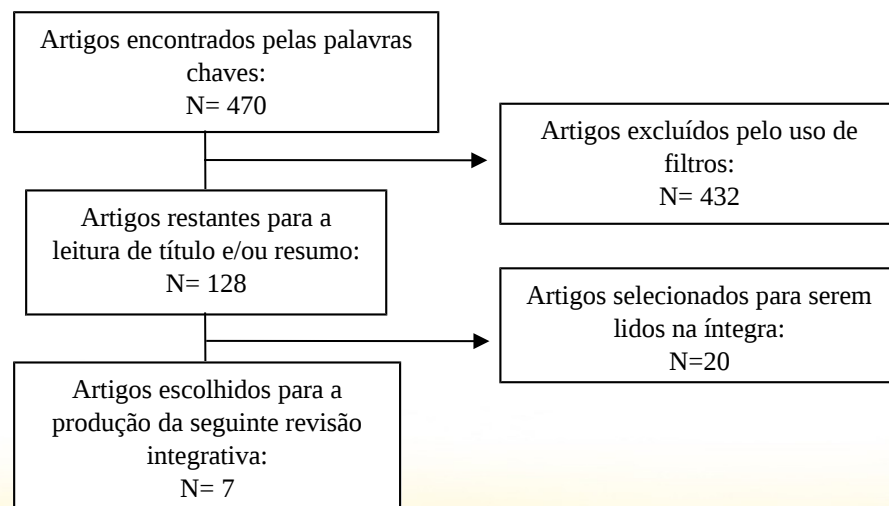 Artigos encontrados pelas palavras
chaves:
N= 470
Artigos excluídos pelo uso de
filtros:
N= 432
Artigos restantes para a
leitura de título e/ou resumo:
N= 128
Artigos selecionados para serem
lidos na íntegra:
N=20
Artigos escolhidos para a
produção da seguinte revisão
integrativa:
N= 7